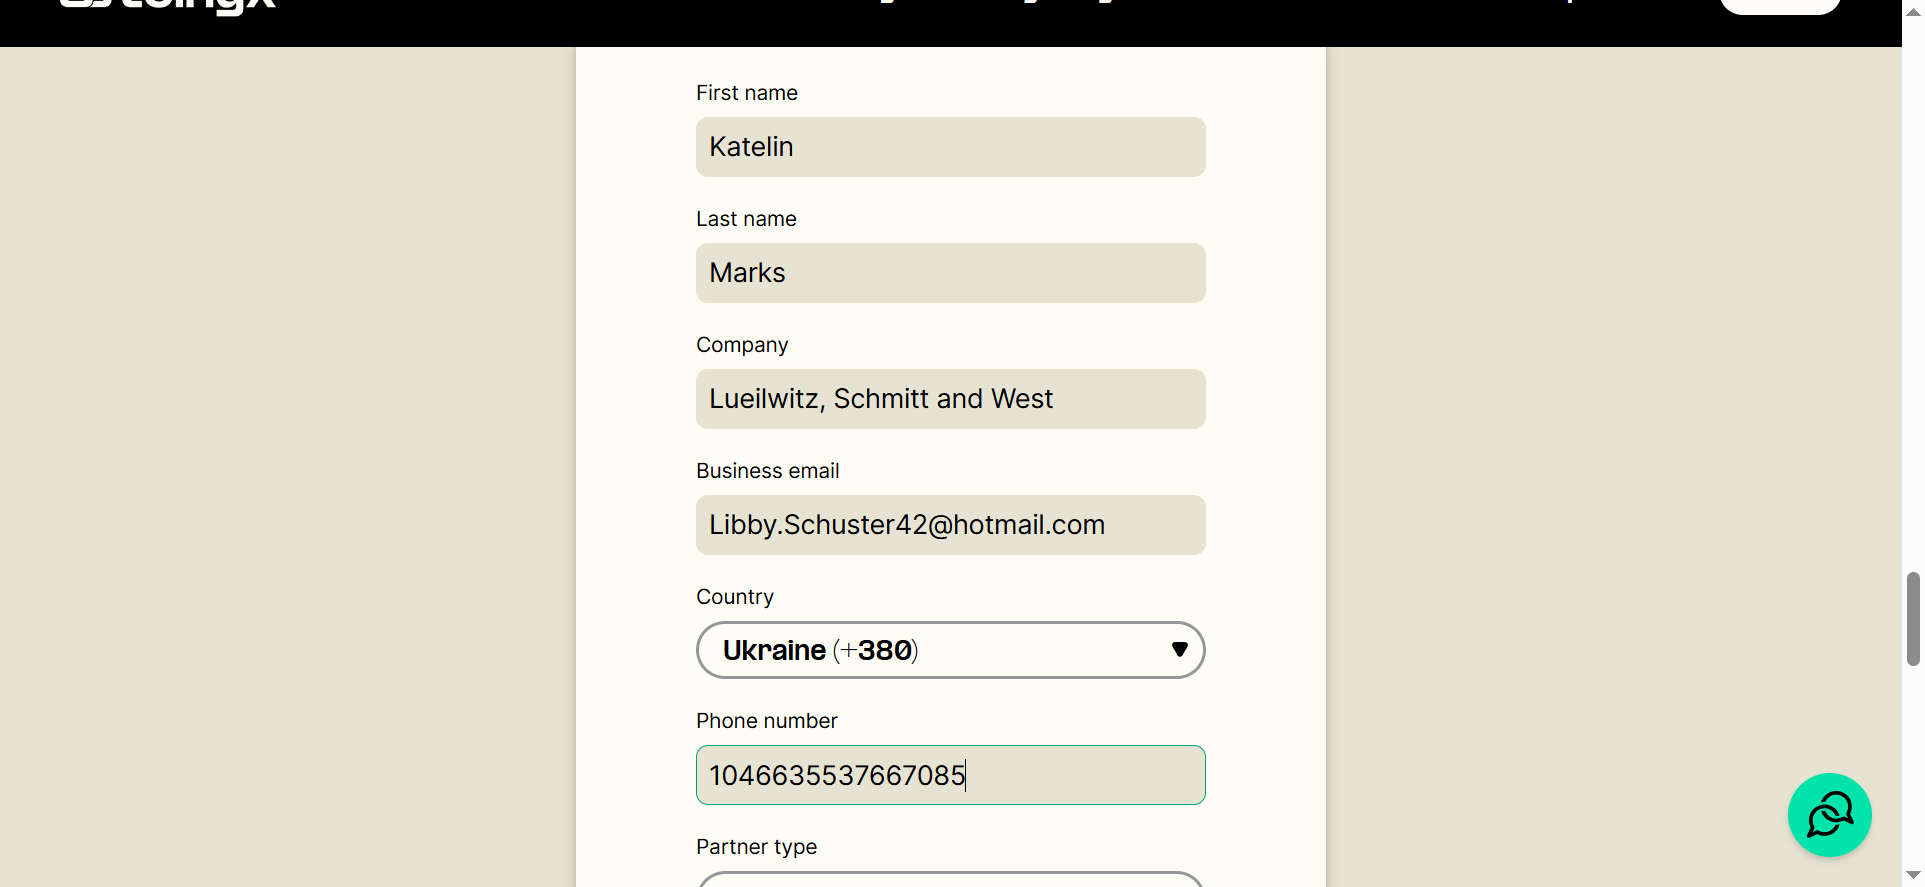 First name
Katelin
Last name
Marks
Company
Lueilwitz, Schmitt and West
Business email
Libby.Schuster42@hotmail.com
Country
Ukraine (+380)
Phone number
1046635537667085
Partner type